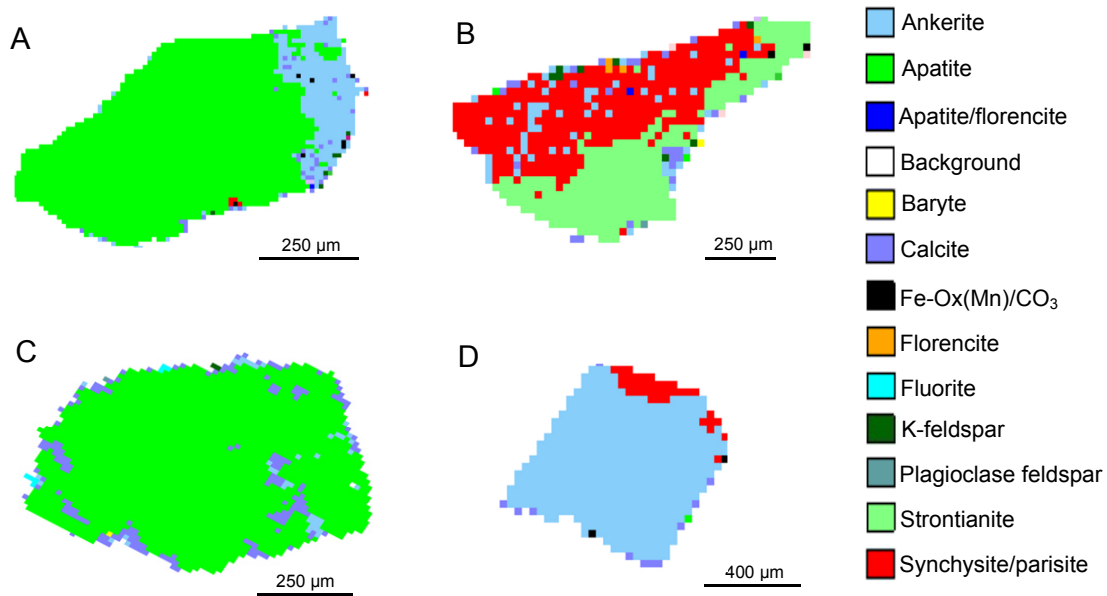 A
250 µm
B
250 µm
C
250 µm
D
400 µm
Ankerite
Apatite
Apatite/florencite
Background
Baryte
Calcite
Fe-Ox(Mn)/CO₃
Florencite
Fluorite
K-feldspar
Plagioclase feldspar
Strontianite
Synchysite/parisite